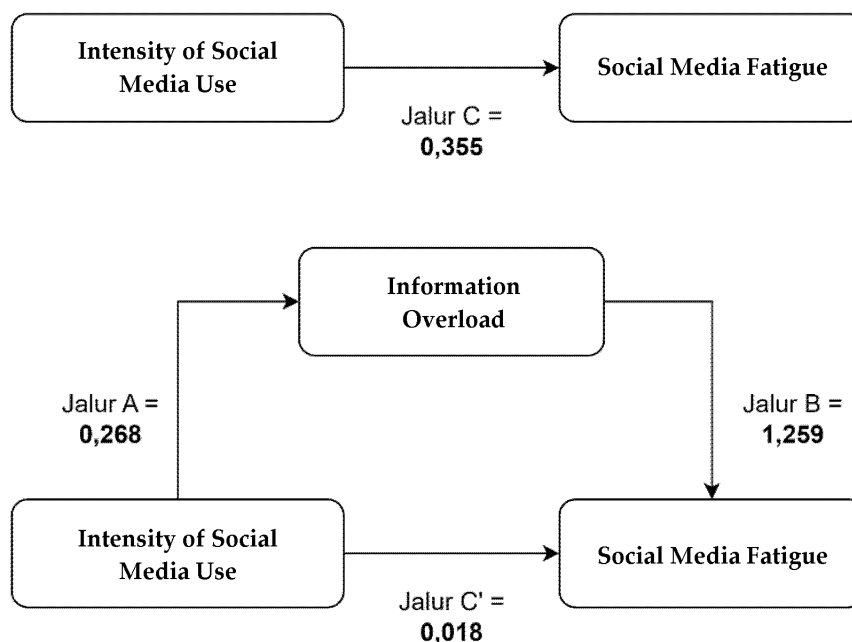 Intensity of Social
Media Use
Social Media Fatigue
Jalur C =
0,355
Information
Overload
Jalur A =
0,268
Jalur B =
1,259
Intensity of Social
Media Use
Social Media Fatigue
Jalur C' =
0,018